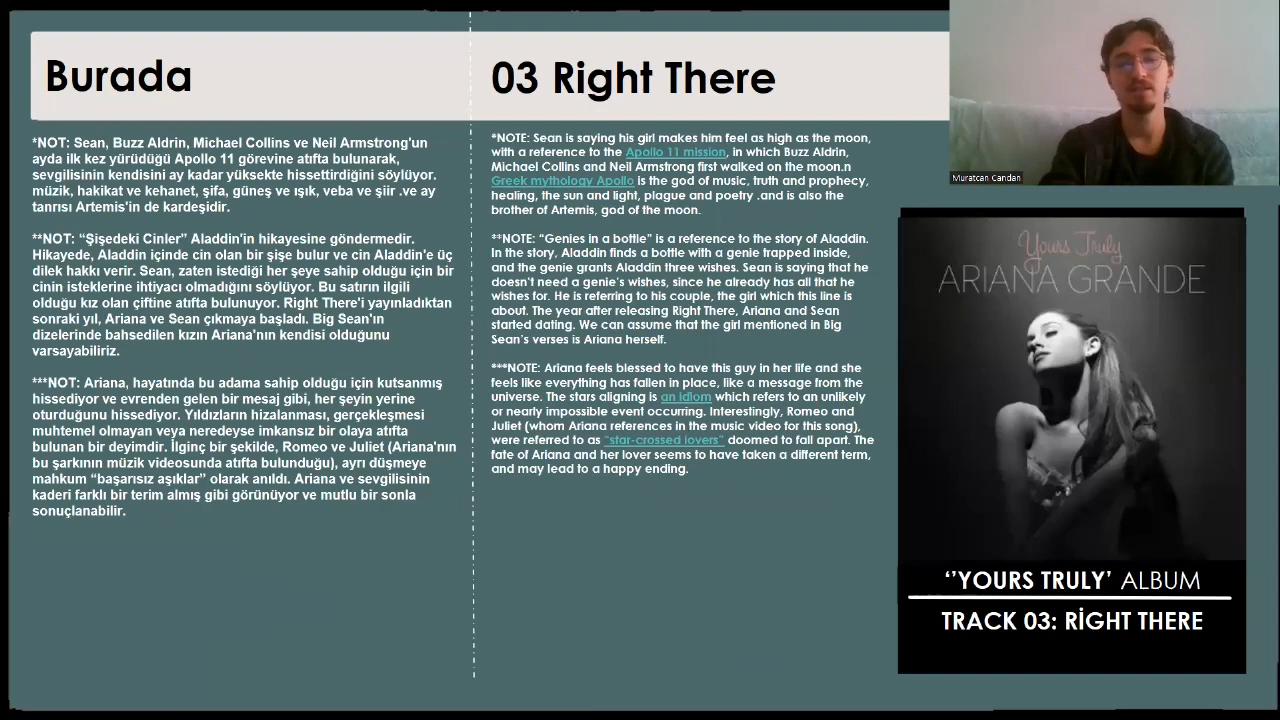 Burada
*NOT: Sean, Buzz Aldrin, Michael Collins ve Neil Armstrong'un
ayda ilk kez yürüdüğü Apollo 11 görevine atıfta bulunarak,
sevgilisinin kendisini ay kadar yüksekte hissettirdiğini söylüyor.
müzik, hakikat ve kehanet, şifa, güneş ve ışık, veba ve şiir .ve ay
tanrısı Artemis'in de kardeşidir.
**NOT: “Şişedeki Cinler” Aladdin'in hikayesine göndermedir.
Hikayede, Aladdin içinde cin olan bir şişe bulur ve cin Aladdin'e üç
dilek hakkı verir. Sean, zaten istediği her şeye sahip olduğu için bir
cinin isteklerine ihtiyacı olmadığını söylüyor. Bu satırın ilgili
olduğu kız olan çiftine atıfta bulunuyor. Right There'i yayınladıktan
sonraki yıl, Ariana ve Sean çıkmaya başladı. Big Sean'ın
dizelerinde bahsedilen kızın Ariana'nın kendisi olduğunu
varsayabiliriz.
***NOT: Ariana, hayatında bu adama sahip olduğu için kutsanmış
hissediyor ve evrenden gelen bir mesaj gibi, her şeyin yerine
oturduğunu hissediyor. Yıldızların hizalanması, gerçekleşmesi
muhtemel olmayan veya neredeyse imkansız bir olaya atıfta
bulunan bir deyimdir. İlginç bir şekilde, Romeo ve Juliet (Ariana'nın
bu şarkının müzik videosunda atıfta bulunduğu), ayrı düşmeye
mahkum “başarısız aşıklar” olarak anıldı. Ariana ve sevgilisinin
kaderi farklı bir terim almış gibi görünüyor ve mutlu bir sonla
sonuçlanabilir.
03 Right There
*NOTE: Sean is saying his girl makes him feel as high as the moon,
with a reference to the Apollo 11 mission, in which Buzz Aldrin,
Michael Collins and Neil Armstrong first walked on the moon.n
Greek mythology Apollo is the god of music, truth and prophecy,
healing, the sun and light, plague and poetry .and is also the
brother of Artemis, god of the moon.
**NOTE: “Genies in a bottle” is a reference to the story of Aladdin.
In the story, Aladdin finds a bottle with a genie trapped inside,
and the genie grants Aladdin three wishes. Sean is saying that he
doesn't need a genie's wishes, since he already has all that he
wishes for. He is referring to his couple, the girl which this line is
about. The year after releasing Right There, Ariana and Sean
started dating. We can assume that the girl mentioned in Big
Sean's verses is Ariana herself.
***NOTE: Ariana feels blessed to have this guy in her life and she
feels like everything has fallen in place, like a message from the
universe. The stars aligning is an idiom which refers to an unlikely
or nearly impossible event occurring. Interestingly, Romeo and
Juliet (whom Ariana references in the music video for this song),
were referred to as “star-crossed lovers” doomed to fall apart. The
fate of Ariana and her lover seems to have taken a different term,
and may lead to a happy ending.
Muratcan Candan
Yours Truly
ARIANA GRANDE
‘’YOURS TRULY’ ALBUM
TRACK 03: RİGHT THERE